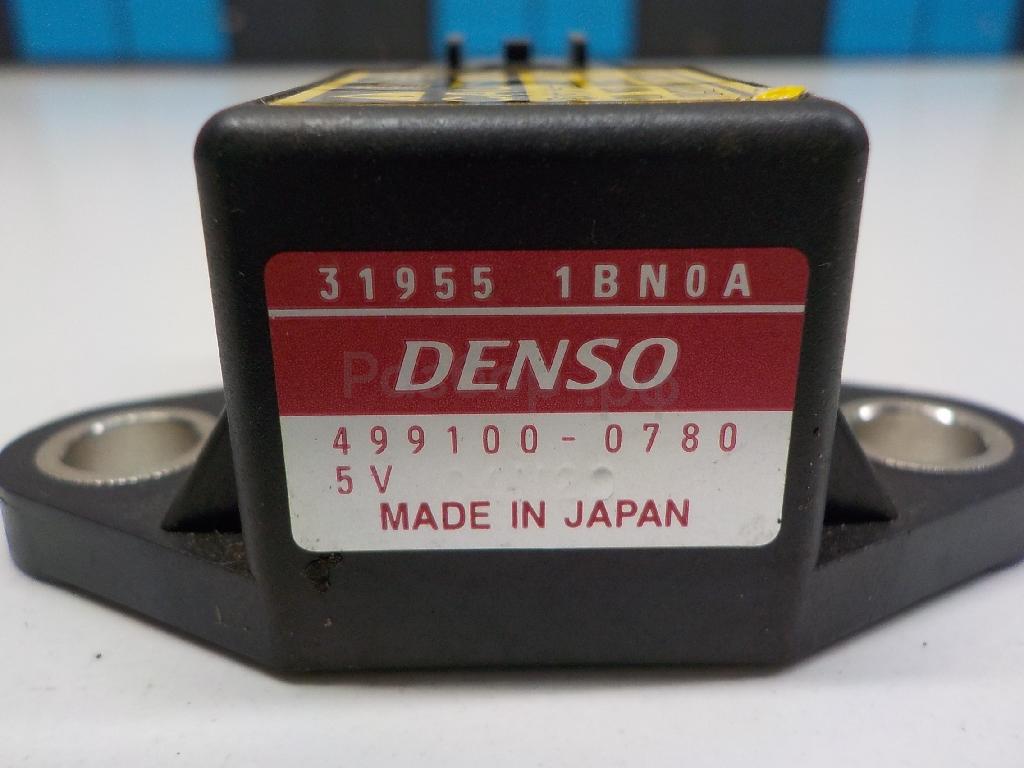 31955 1BN0A
DENSO
499100-0780
5V
MADE IN JAPAN